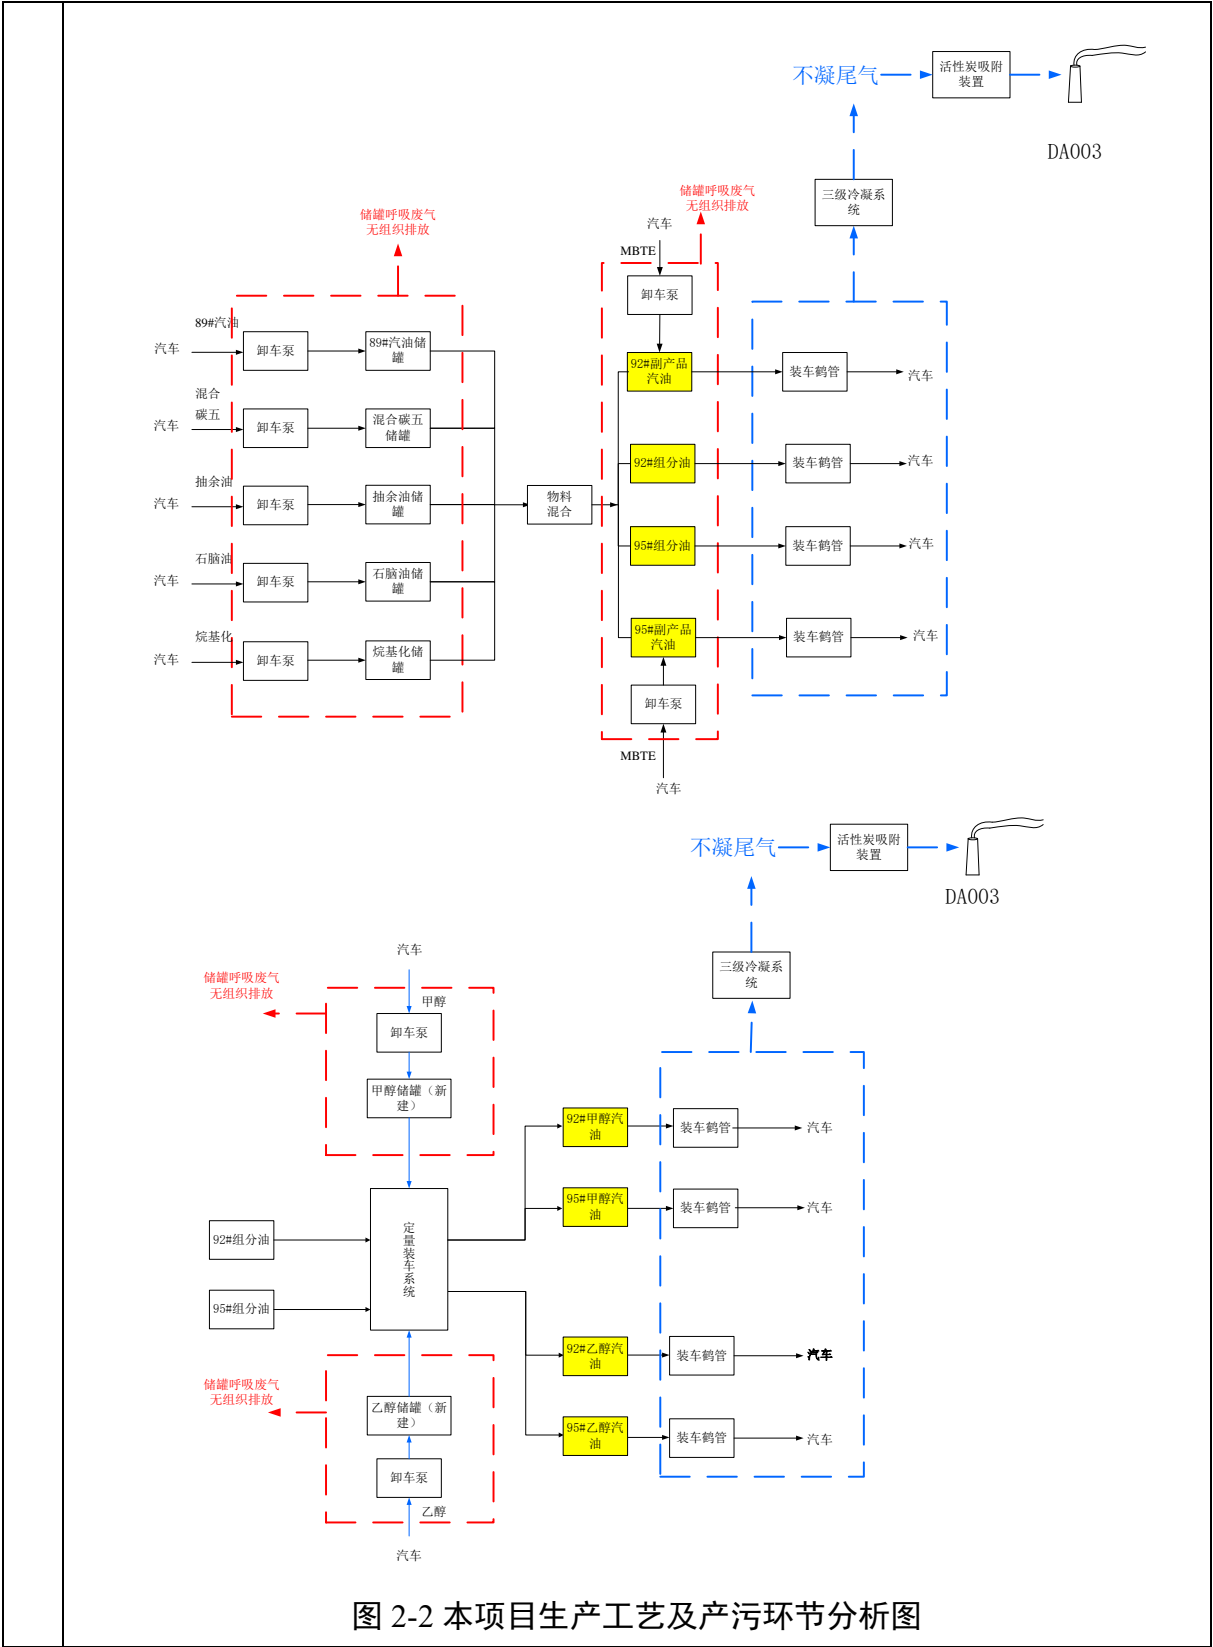 不凝尾气
活性炭吸附
装置
DA003
三级冷凝系
统
储罐呼吸废气
无组织排放
储罐呼吸废气
无组织排放
汽车
MBTE
卸车泵
汽车
89#汽油
卸车泵
89#汽油储
罐
92#副产品
汽油
装车鹤管
汽车
汽车
混合
碳五
卸车泵
混合碳五
储罐
92#组分油
装车鹤管
汽车
汽车
抽余油
卸车泵
抽余油储
罐
物料
混合
95#组分油
装车鹤管
汽车
汽车
石脑油
卸车泵
石脑油储
罐
95#副产品
汽油
装车鹤管
汽车
汽车
烷基化
卸车泵
烷基化储
罐
卸车泵
MBTE
汽车
不凝尾气
活性炭吸附
装置
DA003
三级冷凝系
统
汽车
储罐呼吸废气
无组织排放
甲醇
卸车泵
甲醇储罐（新
建）
92#甲醇汽
油
装车鹤管
汽车
95#甲醇汽
油
装车鹤管
汽车
92#组分油
95#组分油
定
量
装
车
系
统
92#乙醇汽
油
装车鹤管
汽车
储罐呼吸废气
无组织排放
乙醇储罐（新
建）
95#乙醇汽
油
装车鹤管
汽车
卸车泵
乙醇
汽车
图 2-2 本项目生产工艺及产污环节分析图